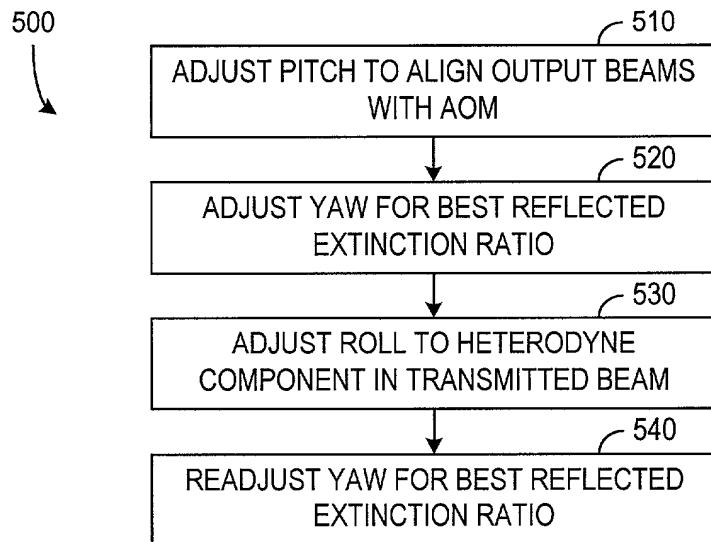 500
510
ADJUST PITCH TO ALIGN OUTPUT BEAMS
WITH AOM
520
ADJUST YAW FOR BEST REFLECTED
EXTINCTION RATIO
530
ADJUST ROLL TO HETERODYNE
COMPONENT IN TRANSMITTED BEAM
540
READJUST YAW FOR BEST REFLECTED
EXTINCTION RATIO